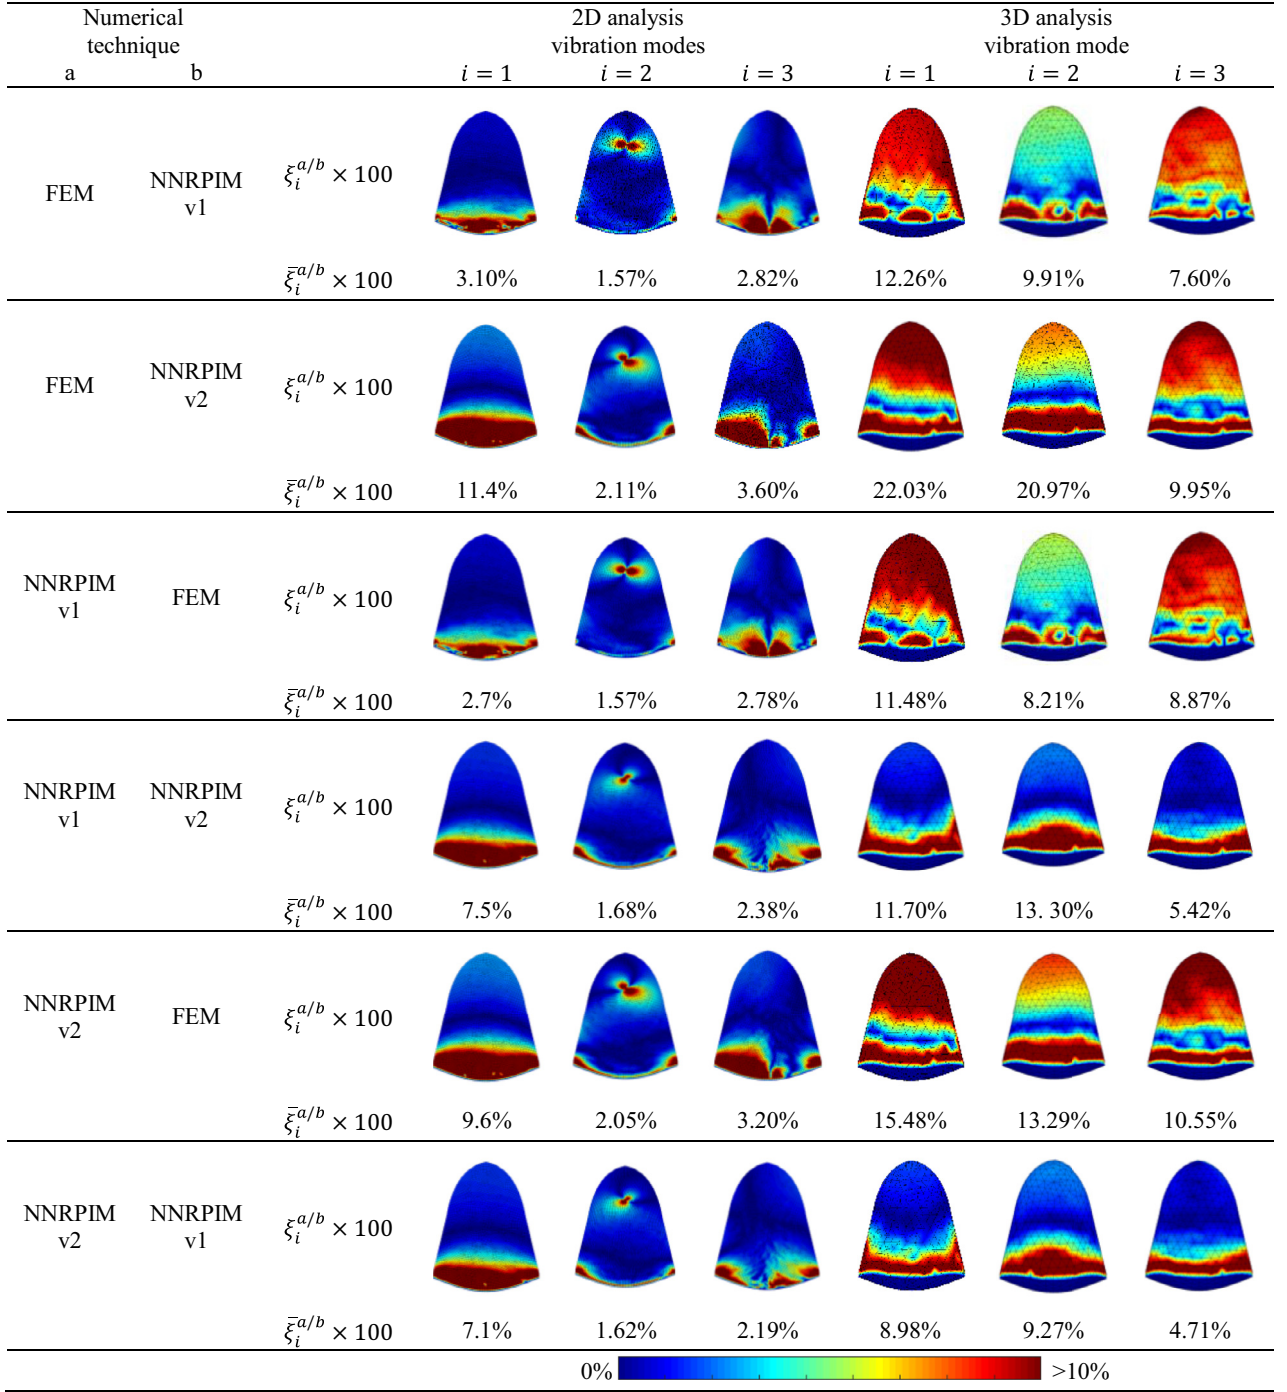 Numerical technique 2D analysis vibration modes 3D analysis vibration mode
a b i = 1 i = 2 i = 3 i = 1 i = 2 i = 3
FEM NNRPIM v1 ξ_i^{a/b} × 100
ξ̄_i^{a/b} × 100 3.10% 1.57% 2.82% 12.26% 9.91% 7.60%
FEM NNRPIM v2 ξ_i^{a/b} × 100
ξ̄_i^{a/b} × 100 11.4% 2.11% 3.60% 22.03% 20.97% 9.95%
NNRPIM v1 FEM ξ_i^{a/b} × 100
ξ̄_i^{a/b} × 100 2.7% 1.57% 2.78% 11.48% 8.21% 8.87%
NNRPIM v1 NNRPIM v2 ξ_i^{a/b} × 100
ξ̄_i^{a/b} × 100 7.5% 1.68% 2.38% 11.70% 13. 30% 5.42%
NNRPIM v2 FEM ξ_i^{a/b} × 100
ξ̄_i^{a/b} × 100 9.6% 2.05% 3.20% 15.48% 13.29% 10.55%
NNRPIM v2 NNRPIM v1 ξ_i^{a/b} × 100
ξ̄_i^{a/b} × 100 7.1% 1.62% 2.19% 8.98% 9.27% 4.71%
0% >10%